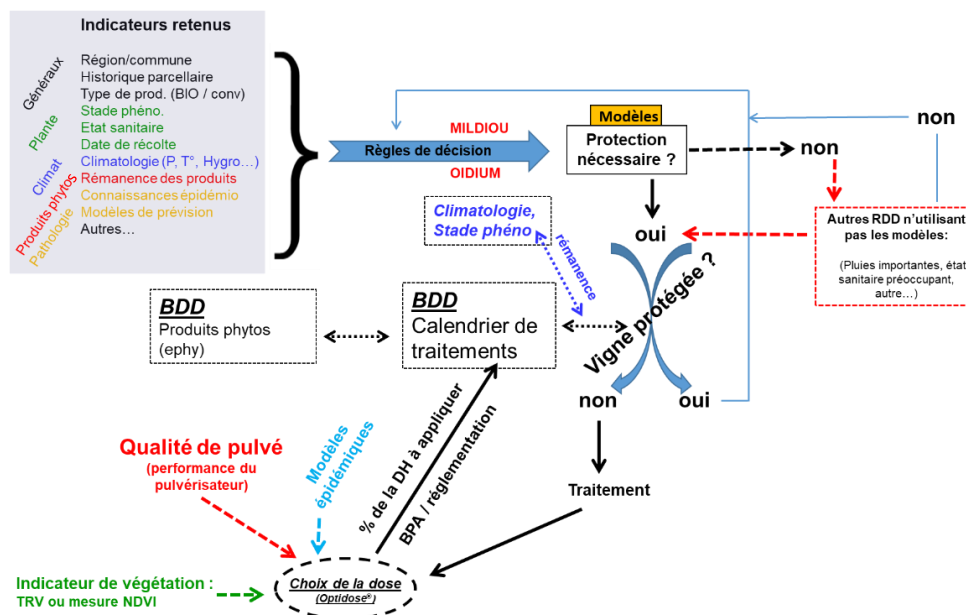 Indicateurs retenus
Généraux
Région/commune
Historique parcellaire
Type de prod. (BIO / conv)
Plante
Stade phéno.
Etat sanitaire
Date de récolte
Climat
Climatologie (P, T°, Hygro…)
Produits phytos
Rémanence des produits
Pathologie
Connaissances épidémio
Modèles de prévision
Autres…
MILDIOU
Règles de décision
OIDIUM
Modèles
Protection
nécessaire ?
non
non
Autres RDD n'utilisant
pas les modèles:
(Pluies importantes, état
sanitaire préoccupant,
autre…)
oui
Climatologie,
Stade phéno
rémanence
Vigne protégée ?
BDD
Produits phytos
(ephy)
BDD
Calendrier de
traitements
non
oui
Traitement
% de la DH à appliquer
BPA / réglementation
Qualité de pulvé
(performance du
pulvérisateur)
Modèles
épidémiques
Choix de la dose
(Optidose®)
Indicateur de végétation :
TRV ou mesure NDVI